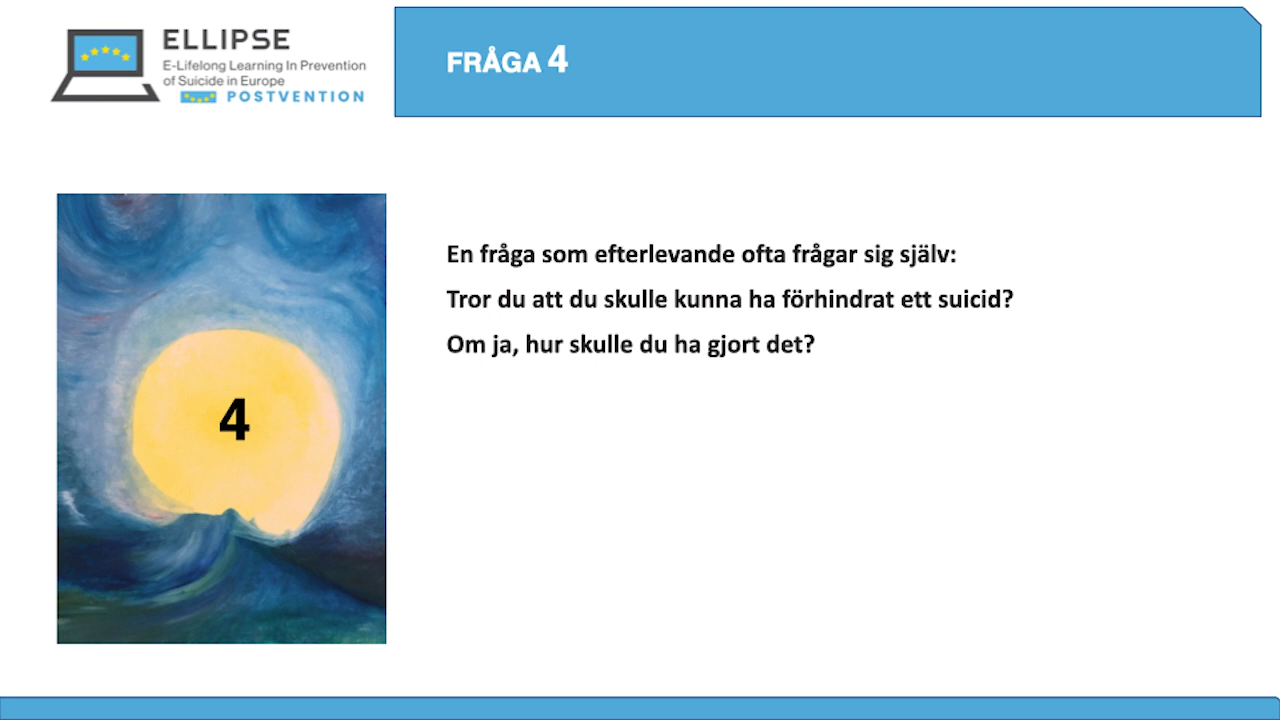 ELLIPSE
E-Lifelong Learning In Prevention
of Suicide in Europe
POSTVENTION
FRÅGA 4
4
En fråga som efterlevande ofta frågar sig själv:
Tror du att du skulle kunna ha förhindrat ett suicid?
Om ja, hur skulle du ha gjort det?